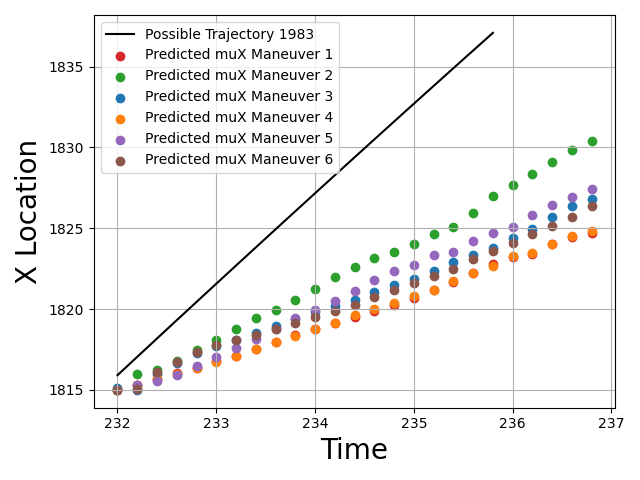 Possible Trajectory 1983
Predicted muX Maneuver 1
Predicted muX Maneuver 2
Predicted muX Maneuver 3
Predicted muX Maneuver 4
Predicted muX Maneuver 5
Predicted muX Maneuver 6
X Location
1835
1830
1825
1820
1815
232
233
234
235
236
237
Time